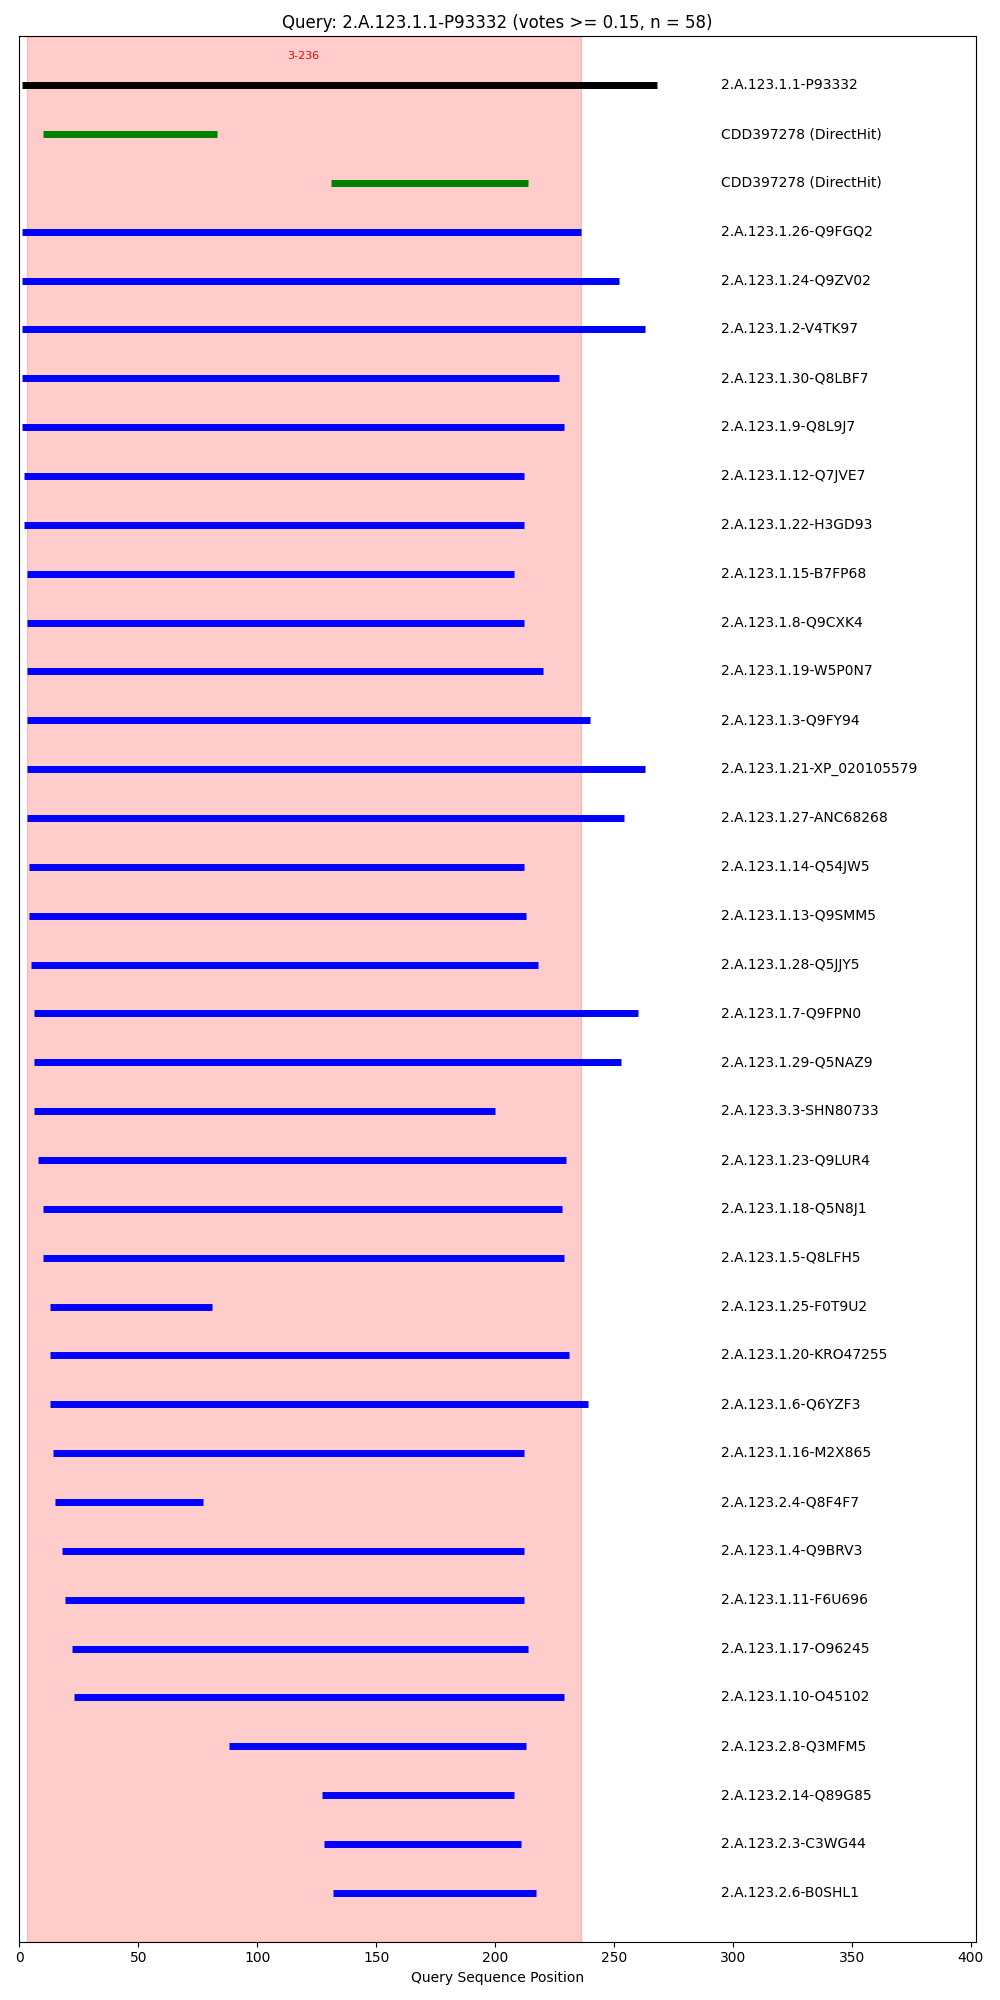 Query: 2.A.123.1.1-P93332 (votes >= 0.15, n = 58)
3-236
2.A.123.1.1-P93332
CDD397278 (DirectHit)
CDD397278 (DirectHit)
2.A.123.1.26-Q9FGQ2
2.A.123.1.24-Q9ZV02
2.A.123.1.2-V4TK97
2.A.123.1.30-Q8LBF7
2.A.123.1.9-Q8L9J7
2.A.123.1.12-Q7JVE7
2.A.123.1.22-H3GD93
2.A.123.1.15-B7FP68
2.A.123.1.8-Q9CXK4
2.A.123.1.19-W5P0N7
2.A.123.1.3-Q9FY94
2.A.123.1.21-XP_020105579
2.A.123.1.27-ANC68268
2.A.123.1.14-Q54JW5
2.A.123.1.13-Q9SMM5
2.A.123.1.28-Q5JJY5
2.A.123.1.7-Q9FPN0
2.A.123.1.29-Q5NAZ9
2.A.123.3.3-SHN80733
2.A.123.1.23-Q9LUR4
2.A.123.1.18-Q5N8J1
2.A.123.1.5-Q8LFH5
2.A.123.1.25-F0T9U2
2.A.123.1.20-KRO47255
2.A.123.1.6-Q6YZF3
2.A.123.1.16-M2X865
2.A.123.2.4-Q8F4F7
2.A.123.1.4-Q9BRV3
2.A.123.1.11-F6U696
2.A.123.1.17-O96245
2.A.123.1.10-O45102
2.A.123.2.8-Q3MFM5
2.A.123.2.14-Q89G85
2.A.123.2.3-C3WG44
2.A.123.2.6-B0SHL1
0 50 100 150 200 250 300 350 400
Query Sequence Position